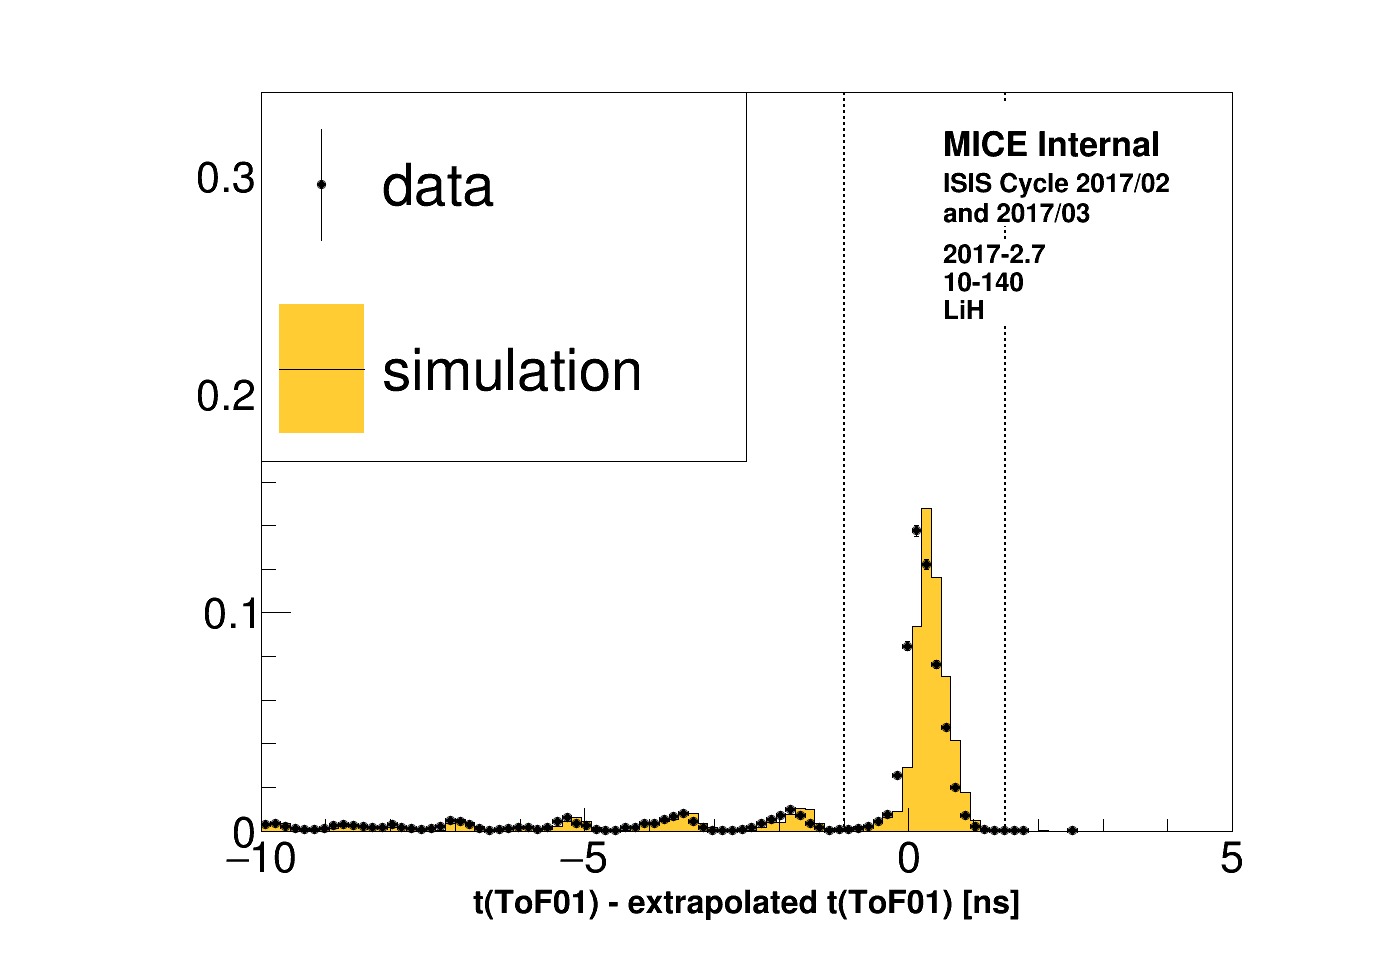 data
simulation
MICE Internal
ISIS Cycle 2017/02
and 2017/03
2017-2.7
10-140
LiH
0.3
0.2
0.1
0
−10
−5
0
5
t(ToF01) - extrapolated t(ToF01) [ns]